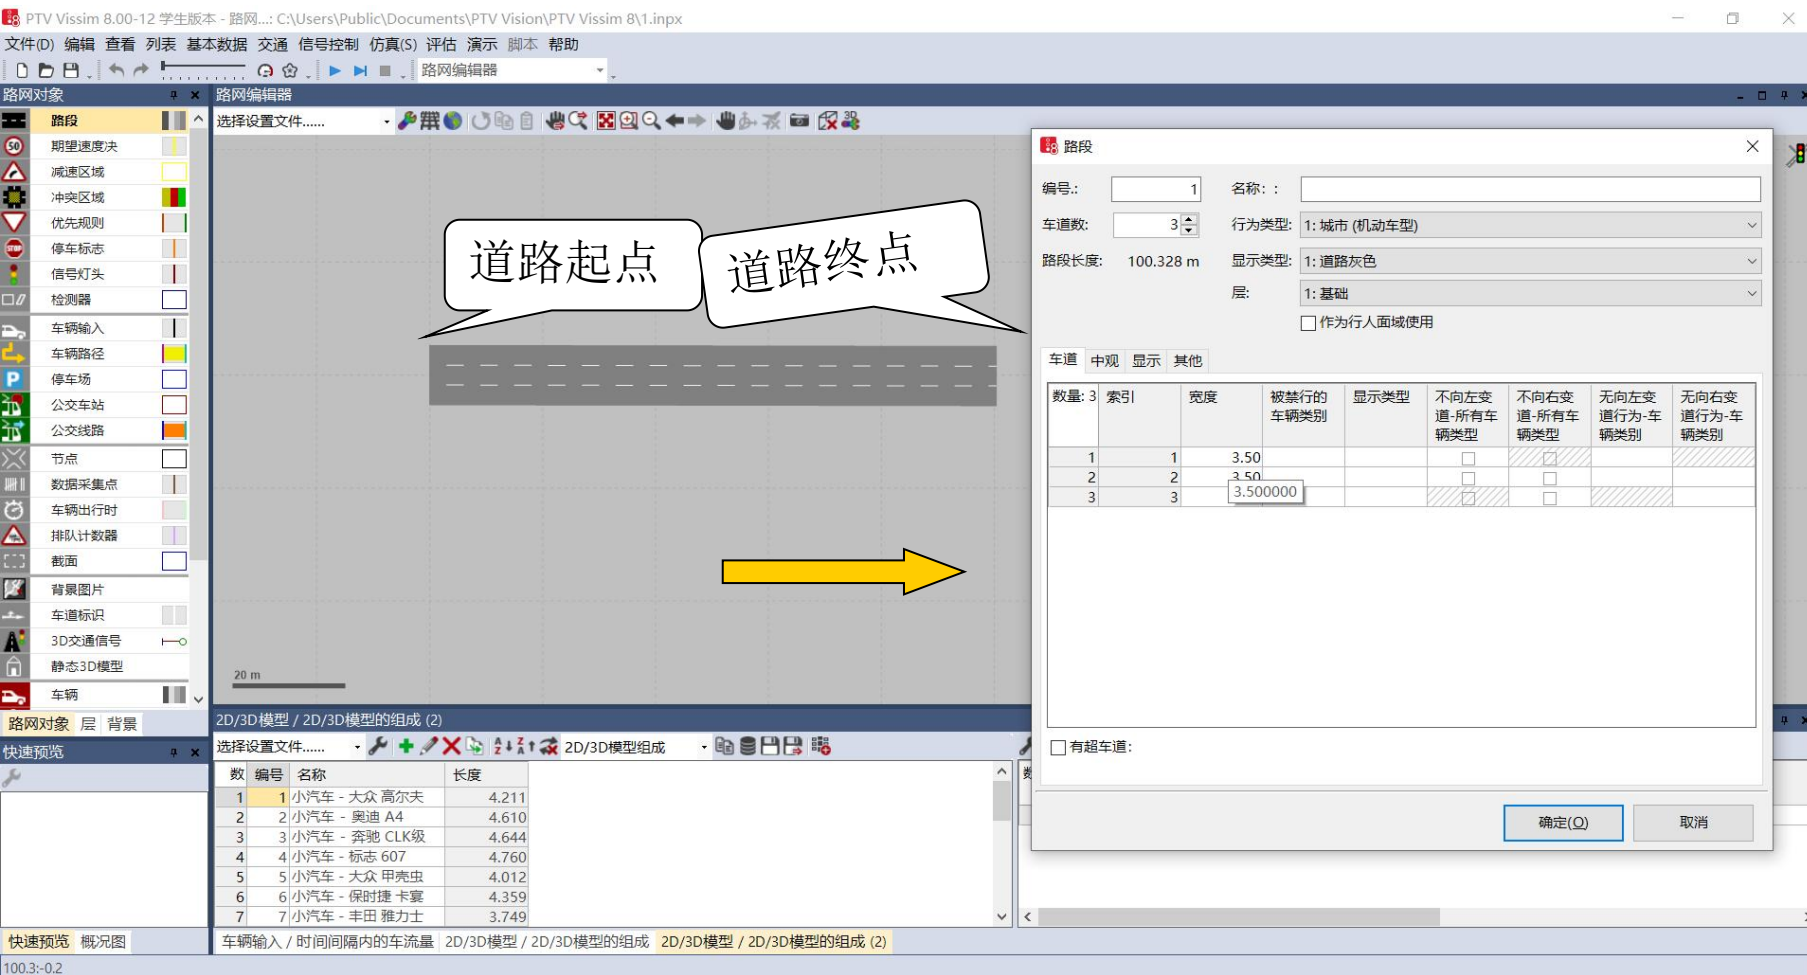 PTV Vissim 8.00-12 学生版本 - 路网...: C:\Users\Public\Documents\PTV Vision\PTV Vissim 8\1.inpx
文件(D) 编辑 查看 列表 基本数据 交通 信号控制 仿真(S) 评估 演示 脚本 帮助
路网编辑器
路网对象
路段
期望速度决
减速区域
冲突区域
优先规则
停车标志
信号灯头
检测器
车辆输入
车辆路径
停车场
公交车站
公交线路
节点
数据采集点
车辆出行时
排队计数器
截面
背景图片
车道标识
3D交通信号
静态3D模型
车辆
路网对象 层 背景
快速预览
快速预览 概况图
100.3:-0.2
路网编辑器
选择设置文件......
道路起点
道路终点
20 m
2D/3D模型 / 2D/3D模型的组成 (2)
选择设置文件...... 2D/3D模型组成
数 编号 名称 长度
1 1 小汽车 - 大众 高尔夫 4.211
2 2 小汽车 - 奥迪 A4 4.610
3 3 小汽车 - 奔驰 CLK级 4.644
4 4 小汽车 - 标志 607 4.760
5 5 小汽车 - 大众 甲壳虫 4.012
6 6 小汽车 - 保时捷 卡宴 4.359
7 7 小汽车 - 丰田 雅力士 3.749
车辆输入 / 时间间隔内的车流量 2D/3D模型 / 2D/3D模型的组成 2D/3D模型 / 2D/3D模型的组成 (2)
路段
编号.: 1 名称: :
车道数: 3 行为类型: 1: 城市 (机动车型)
路段长度: 100.328 m 显示类型: 1: 道路灰色
层: 1: 基础
作为行人面域使用
车道 中观 显示 其他
数量: 3 索引 宽度 被禁行的车辆类别 显示类型 不向左变道-所有车辆类型 不向右变道-所有车辆类型 无向左变道行为-车辆类别 无向右变道行为-车辆类别
1 1 3.50
2 2 3.50
3 3
3.500000
有超车道:
确定(O) 取消